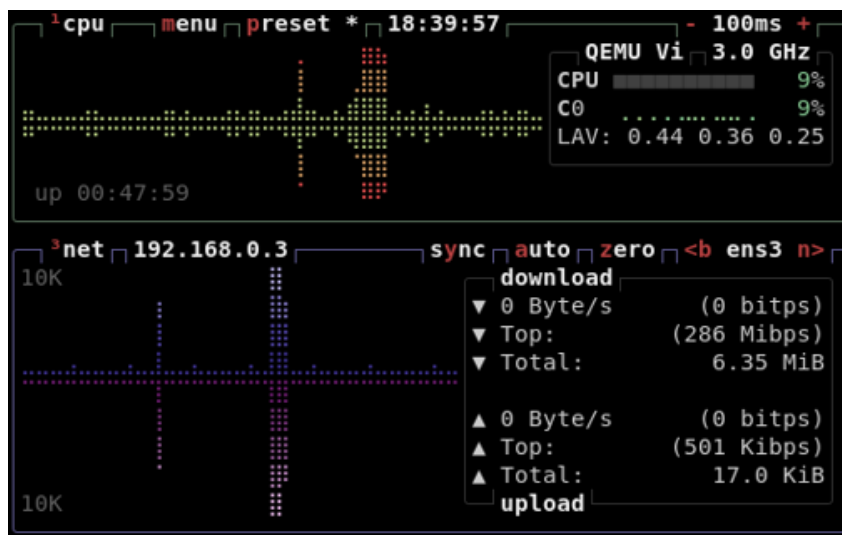 ¹cpu menu preset * 18:39:57 - 100ms +
QEMU Vi 3.0 GHz
CPU 9%
C0 9%
LAV: 0.44 0.36 0.25
up 00:47:59
³net 192.168.0.3 sync auto zero <b ens3 n>
10K
download
▼ 0 Byte/s (0 bitps)
▼ Top: (286 Mibps)
▼ Total: 6.35 MiB
▲ 0 Byte/s (0 bitps)
▲ Top: (501 Kibps)
▲ Total: 17.0 KiB
10K
upload